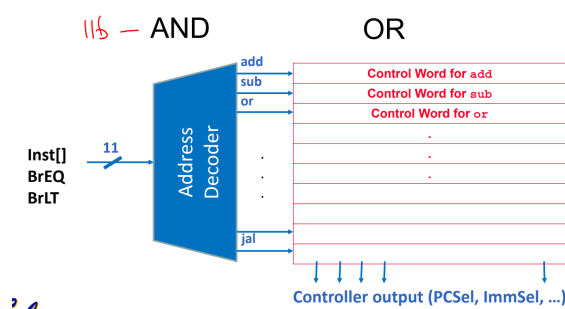 11b — AND
OR
add
sub
or
Control Word for add
Control Word for sub
Control Word for or
.
.
.
Inst[]
BrEQ
BrLT
11
Address
Decoder
.
.
.
jal
Controller output (PCSel, ImmSel, ...)